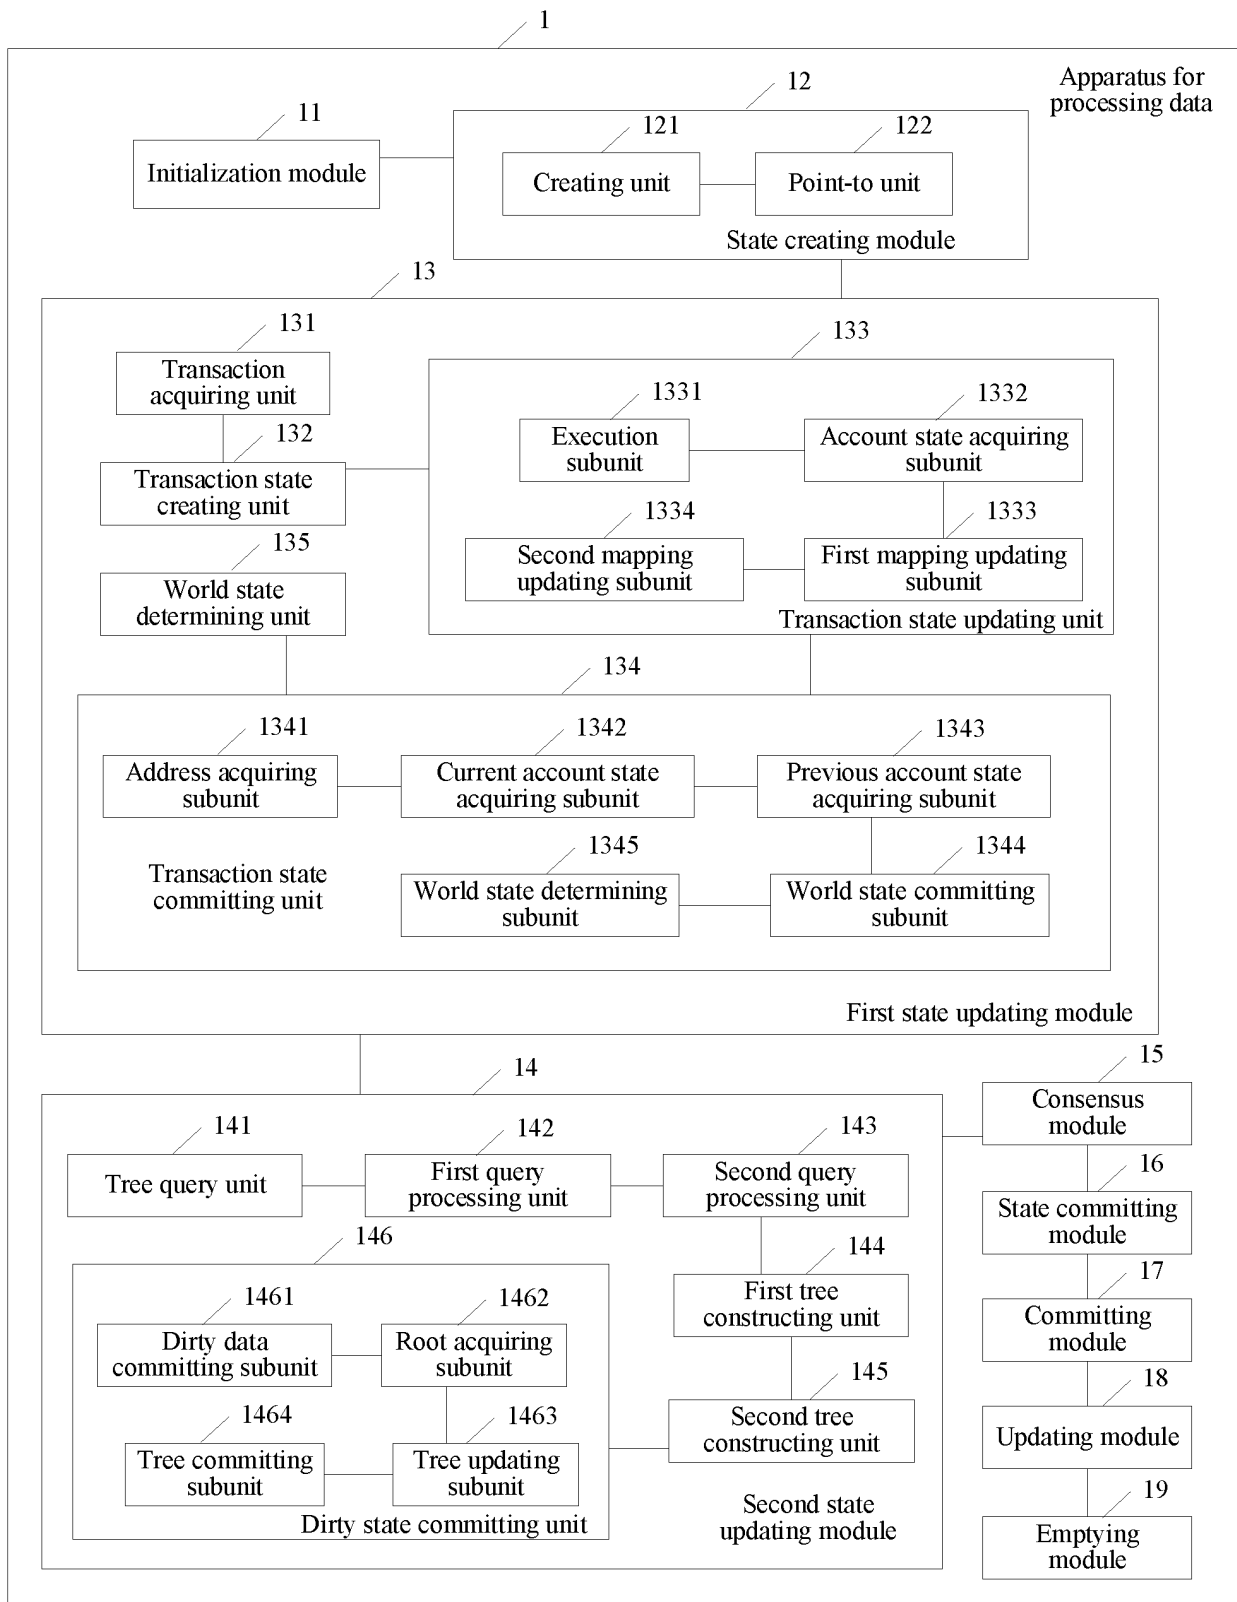 1
Apparatus for
processing data
11
Initialization module
12
121
Creating unit
122
Point-to unit
State creating module
13
131
Transaction
acquiring unit
132
Transaction state
creating unit
133
1331
Execution
subunit
1332
Account state acquiring
subunit
1334
Second mapping
updating subunit
1333
First mapping updating
subunit
Transaction state updating unit
135
World state
determining unit
134
1341
Address acquiring
subunit
1342
Current account state
acquiring subunit
1343
Previous account state
acquiring subunit
1345
World state determining
subunit
1344
World state committing
subunit
Transaction state
committing unit
First state updating module
14
141
Tree query unit
142
First query
processing unit
143
Second query
processing unit
144
First tree
constructing unit
145
Second tree
constructing unit
146
1461
Dirty data
committing subunit
1462
Root acquiring
subunit
1464
Tree committing
subunit
1463
Tree updating
subunit
Dirty state committing unit
Second state
updating module
15
Consensus
module
16
State committing
module
17
Committing
module
18
Updating module
19
Emptying
module